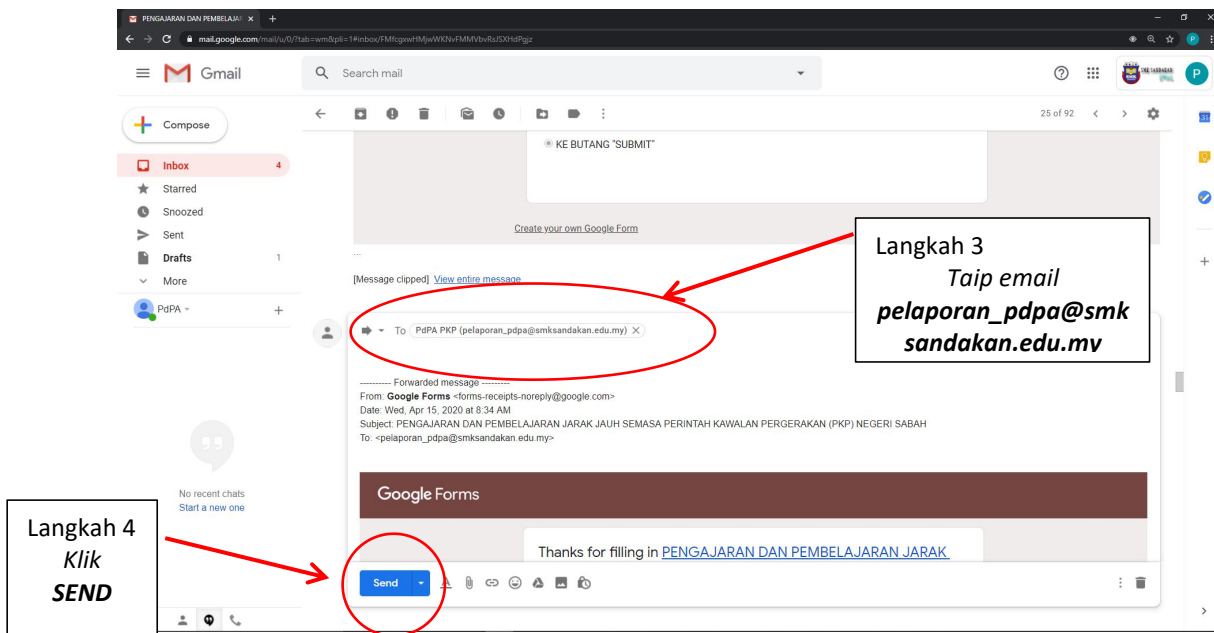 PENGAJARAN DAN PEMBELAJA
mail.google.com/mail/u/0/?tab=wm&pli=1#inbox/FMfcgxwHMjwWKNvFMMVbvRsJSXHdPgjz
P
Gmail
Search mail
P
Compose
25 of 92
31
Inbox 4
Starred
Snoozed
Sent
Drafts 1
More
PdPA
KE BUTANG "SUBMIT"
Create your own Google Form
...
[Message clipped] View entire message
Langkah 3
Taip email
pelaporan_pdpa@smk
sandakan.edu.my
To PdPA PKP (pelaporan_pdpa@smksandakan.edu.my)
---------- Forwarded message ---------
From: Google Forms <forms-receipts-noreply@google.com>
Date: Wed, Apr 15, 2020 at 8:34 AM
Subject: PENGAJARAN DAN PEMBELAJARAN JARAK JAUH SEMASA PERINTAH KAWALAN PERGERAKAN (PKP) NEGERI SABAH
To: <pelaporan_pdpa@smksandakan.edu.my>
Google Forms
Thanks for filling in PENGAJARAN DAN PEMBELAJARAN JARAK
No recent chats
Start a new one
Langkah 4
Klik
SEND
Send